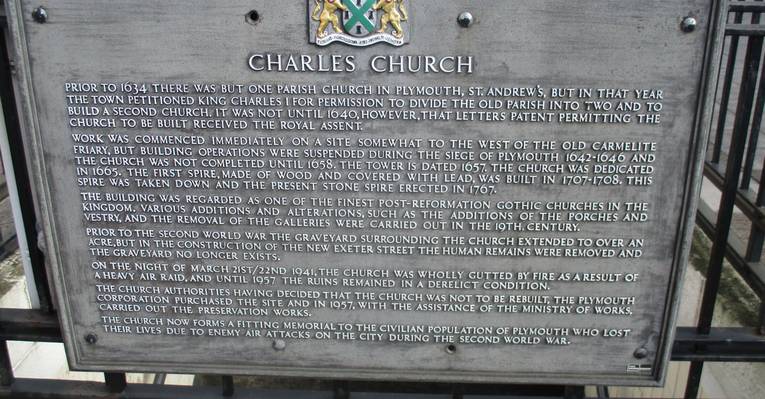 CHARLES CHURCH
PRIOR TO 1634 THERE WAS BUT ONE PARISH CHURCH IN PLYMOUTH, ST. ANDREW'S, BUT IN THAT YEAR
THE TOWN PETITIONED KING CHARLES I FOR PERMISSION TO DIVIDE THE OLD PARISH INTO TWO AND TO
BUILD A SECOND CHURCH. IT WAS NOT UNTIL 1640, HOWEVER, THAT LETTERS PATENT PERMITTING THE
CHURCH TO BE BUILT RECEIVED THE ROYAL ASSENT.
WORK WAS COMMENCED IMMEDIATELY ON A SITE SOMEWHAT TO THE WEST OF THE OLD CARMELITE
FRIARY, BUT BUILDING OPERATIONS WERE SUSPENDED DURING THE SIEGE OF PLYMOUTH 1642-1646 AND
THE CHURCH WAS NOT COMPLETED UNTIL 1658. THE TOWER IS DATED 1657. THE CHURCH WAS DEDICATED
IN 1665. THE FIRST SPIRE, MADE OF WOOD AND COVERED WITH LEAD, WAS BUILT IN 1707-1708. THIS
SPIRE WAS TAKEN DOWN AND THE PRESENT STONE SPIRE ERECTED IN 1767.
THE BUILDING WAS REGARDED AS ONE OF THE FINEST POST-REFORMATION GOTHIC CHURCHES IN THE
KINGDOM. VARIOUS ADDITIONS AND ALTERATIONS, SUCH AS THE ADDITIONS OF THE PORCHES AND
VESTRY, AND THE REMOVAL OF THE GALLERIES WERE CARRIED OUT IN THE 19TH. CENTURY.
PRIOR TO THE SECOND WORLD WAR THE GRAVEYARD SURROUNDING THE CHURCH EXTENDED TO OVER AN
ACRE, BUT IN THE CONSTRUCTION OF THE NEW EXETER STREET THE HUMAN REMAINS WERE REMOVED AND
THE GRAVEYARD NO LONGER EXISTS.
ON THE NIGHT OF MARCH 21ST/22ND 1941, THE CHURCH WAS WHOLLY GUTTED BY FIRE AS A RESULT OF
A HEAVY AIR RAID, AND UNTIL 1957 THE RUINS REMAINED IN A DERELICT CONDITION.
THE CHURCH AUTHORITIES HAVING DECIDED THAT THE CHURCH WAS NOT TO BE REBUILT, THE PLYMOUTH
CORPORATION PURCHASED THE SITE AND IN 1957, WITH THE ASSISTANCE OF THE MINISTRY OF WORKS,
CARRIED OUT THE PRESERVATION WORKS.
THE CHURCH NOW FORMS A FITTING MEMORIAL TO THE CIVILIAN POPULATION OF PLYMOUTH WHO LOST
THEIR LIVES DUE TO ENEMY AIR ATTACKS ON THE CITY DURING THE SECOND WORLD WAR.